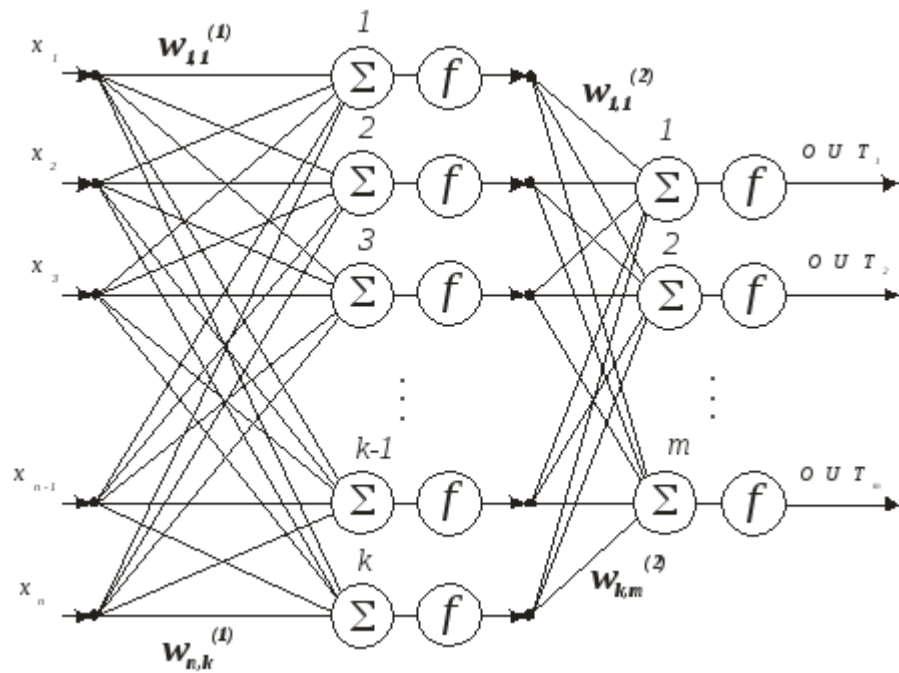 x₁
w₁,₁⁽¹⁾
1
Σ f
w₁,₁⁽²⁾
x₂
2
Σ f
1
Σ f
OUT₁
x₃
3
Σ f
2
Σ f
OUT₂
⋮
⋮
xₙ₋₁
k-1
Σ f
m
Σ f
OUTₘ
xₙ
k
Σ f
wₖ,ₘ⁽²⁾
wₙ,ₖ⁽¹⁾